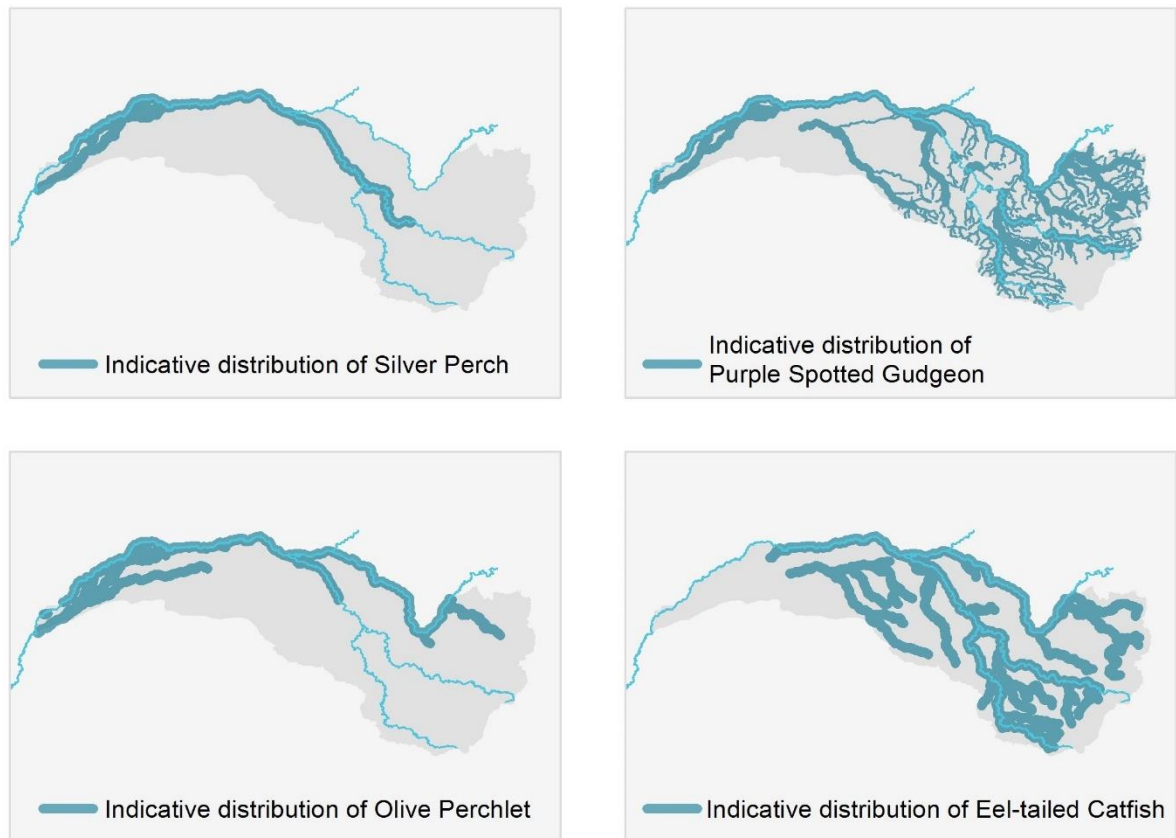 Indicative distribution of Silver Perch
Indicative distribution of
Purple Spotted Gudgeon
Indicative distribution of Olive Perchlet
Indicative distribution of Eel-tailed Catfish